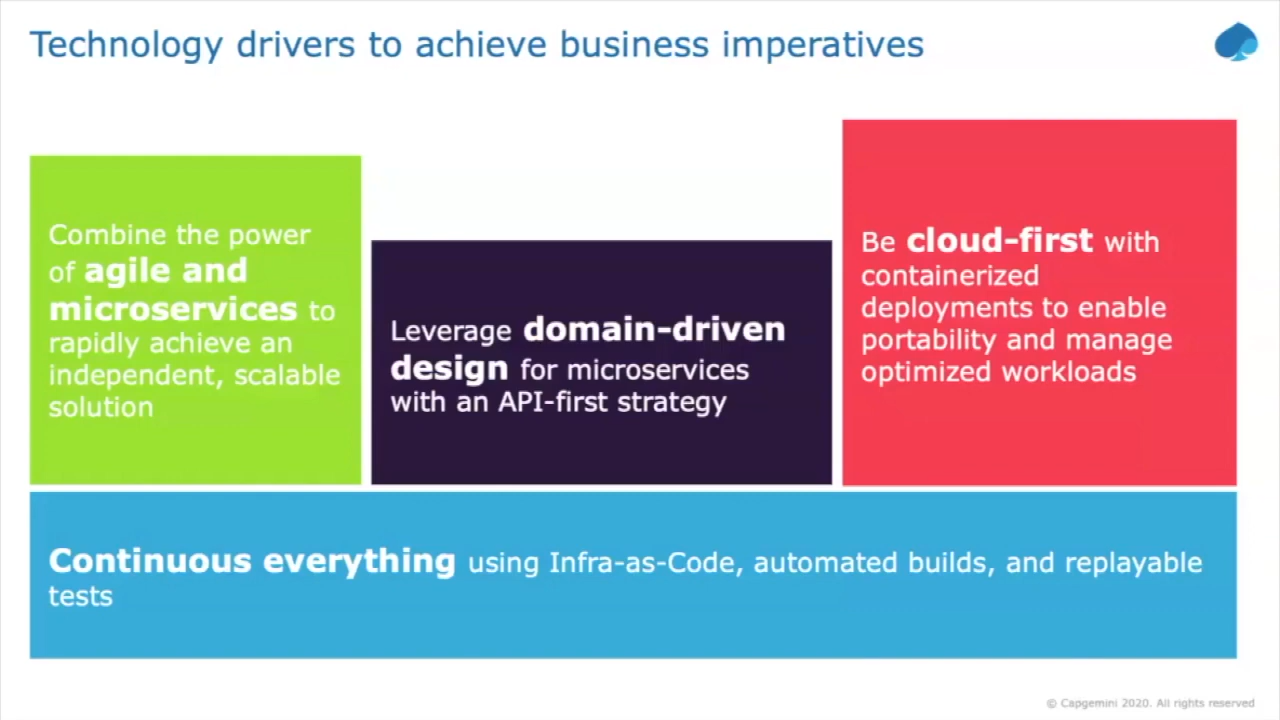 Technology drivers to achieve business imperatives
Combine the power
of agile and
microservices to
rapidly achieve an
independent, scalable
solution
Leverage domain-driven
design for microservices
with an API-first strategy
Be cloud-first with
containerized
deployments to enable
portability and manage
optimized workloads
Continuous everything using Infra-as-Code, automated builds, and replayable
tests
© Capgemini 2020. All rights reserved